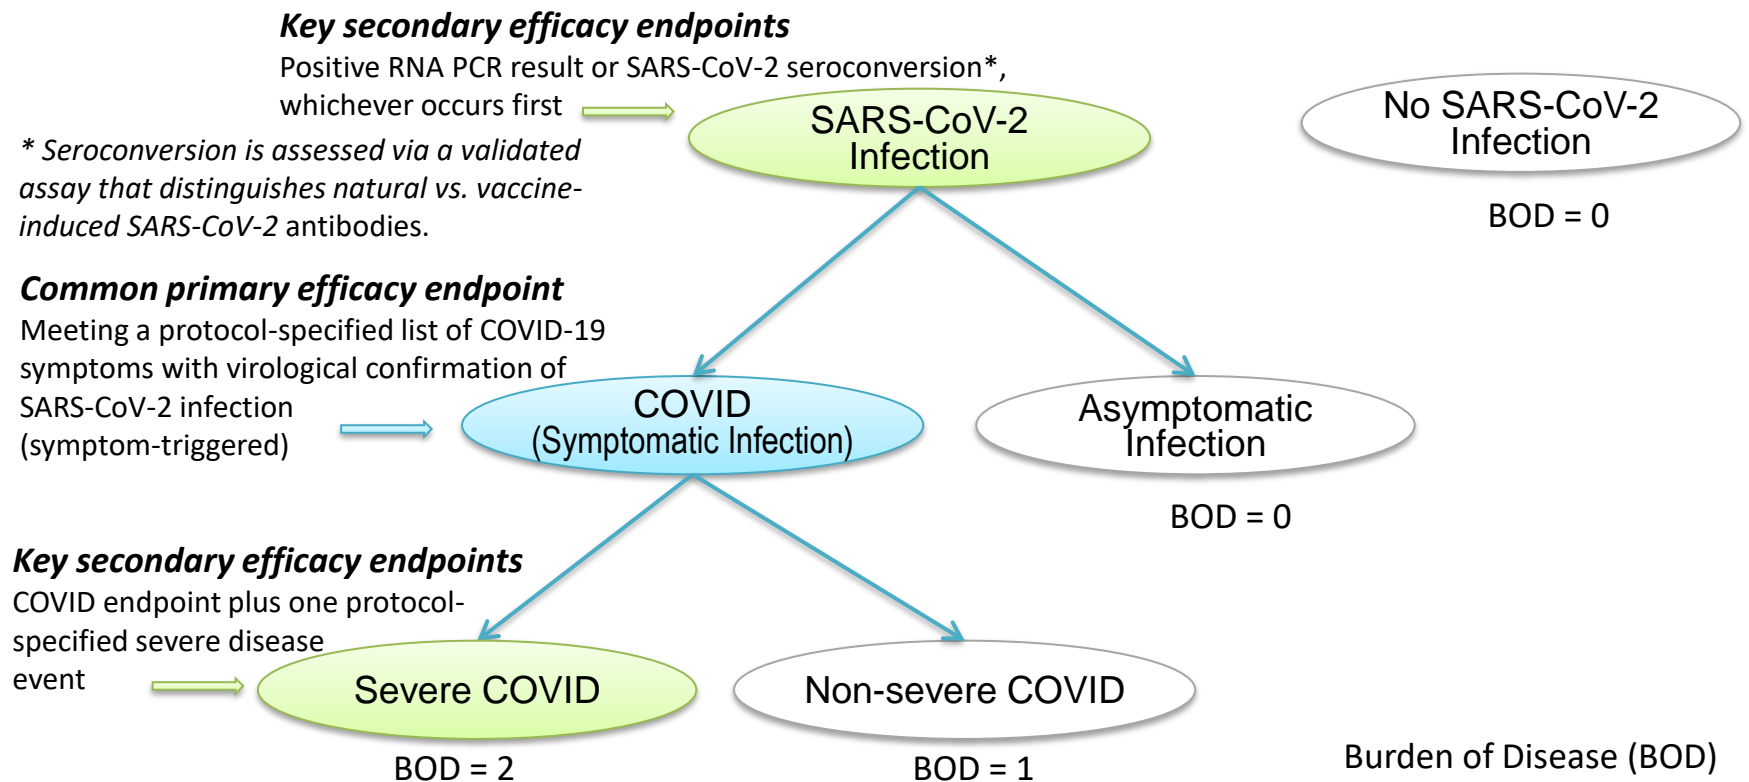 Key secondary efficacy endpoints
Positive RNA PCR result or SARS-CoV-2 seroconversion*,
whichever occurs first
* Seroconversion is assessed via a validated
assay that distinguishes natural vs. vaccine-
induced SARS-CoV-2 antibodies.
SARS-CoV-2
Infection
No SARS-CoV-2
Infection
BOD = 0
Common primary efficacy endpoint
Meeting a protocol-specified list of COVID-19
symptoms with virological confirmation of
SARS-CoV-2 infection
(symptom-triggered)
COVID
(Symptomatic Infection)
Asymptomatic
Infection
BOD = 0
Key secondary efficacy endpoints
COVID endpoint plus one protocol-
specified severe disease
event
Severe COVID
BOD = 2
Non-severe COVID
BOD = 1
Burden of Disease (BOD)